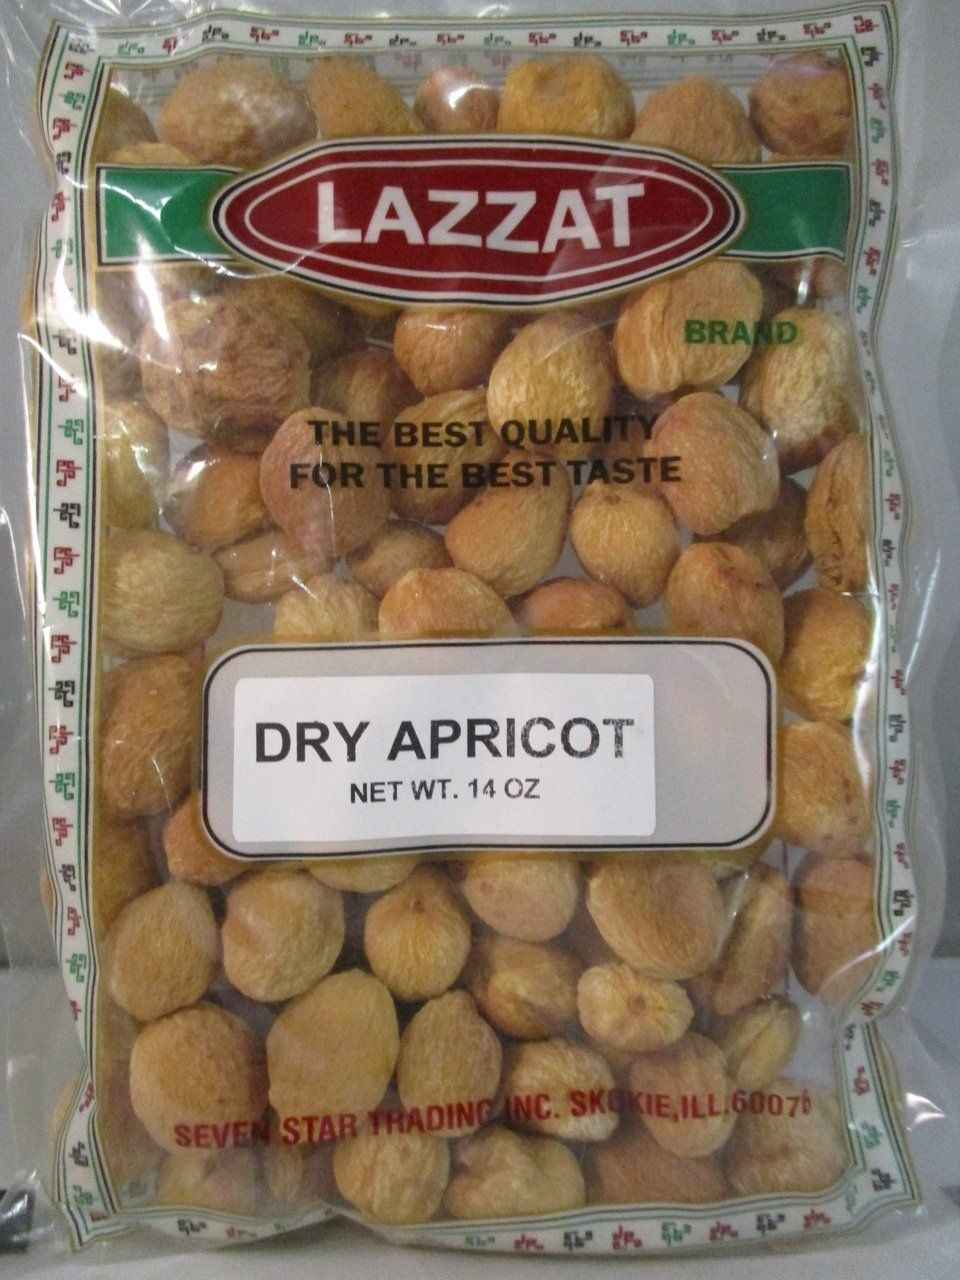 LAZZAT
BRAND
THE BEST QUALITY
FOR THE BEST TASTE
DRY APRICOT
NET WT. 14 OZ
SEVEN STAR TRADING INC. SKOKIE, ILL. 60076